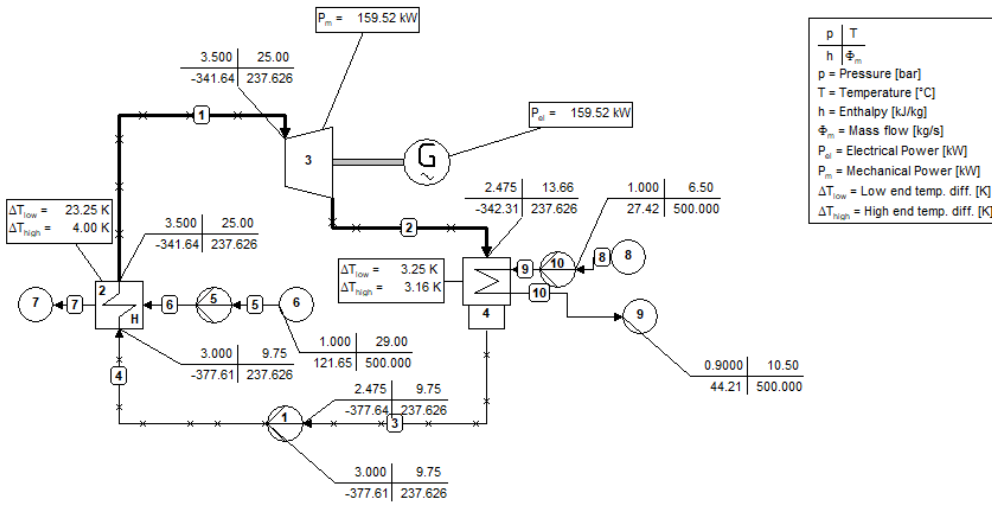 P_m = 159.52 kW
p T
h Φ_m
p = Pressure [bar]
T = Temperature [°C]
h = Enthalpy [kJ/kg]
Φ_m = Mass flow [kg/s]
P_el = Electrical Power [kW]
P_m = Mechanical Power [kW]
ΔT_low = Low end temp. diff. [K]
ΔT_high = High end temp. diff. [K]
3.500 25.00
-341.64 237.626
1
3
G
P_el = 159.52 kW
2.475 13.66
-342.31 237.626
1.000 6.50
27.42 500.000
2
ΔT_low = 23.25 K
ΔT_high = 4.00 K
3.500 25.00
-341.64 237.626
ΔT_low = 3.25 K
ΔT_high = 3.16 K
9
10
8
8
10
4
9
7
7
2
H
6
5
5
6
1.000 29.00
121.65 500.000
0.9000 10.50
44.21 500.000
3.000 9.75
-377.61 237.626
4
2.475 9.75
-377.64 237.626
1
3
3.000 9.75
-377.61 237.626